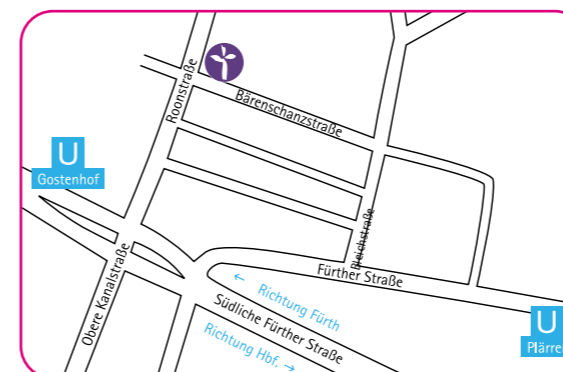 Roonstraße
Bärenschanzstraße
U
Gostenhof
Bleichstraße
Obere Kanalstraße
Fürther Straße
← Richtung Fürth
Südliche Fürther Straße
Richtung Hbf. →
U
Plärrer